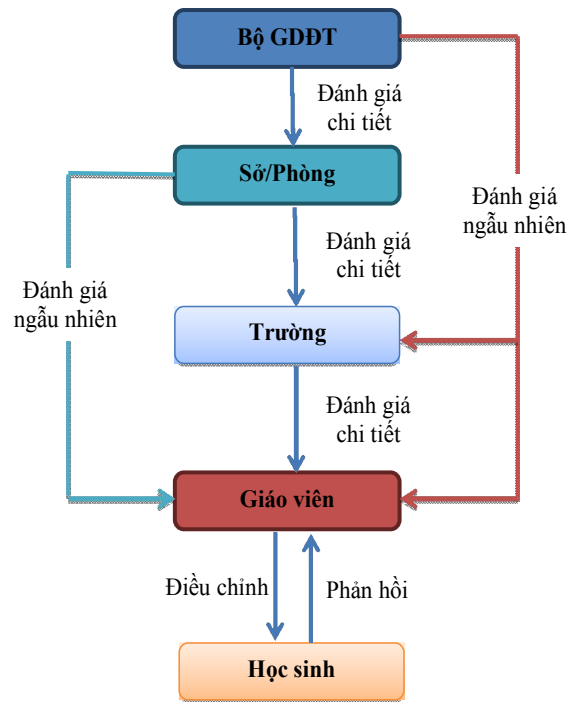 Bộ GDĐT
Đánh giá
chi tiết
Sở/Phòng
Đánh giá
ngẫu nhiên
Đánh giá
chi tiết
Đánh giá
ngẫu nhiên
Trường
Đánh giá
chi tiết
Giáo viên
Điều chỉnh
Phản hồi
Học sinh